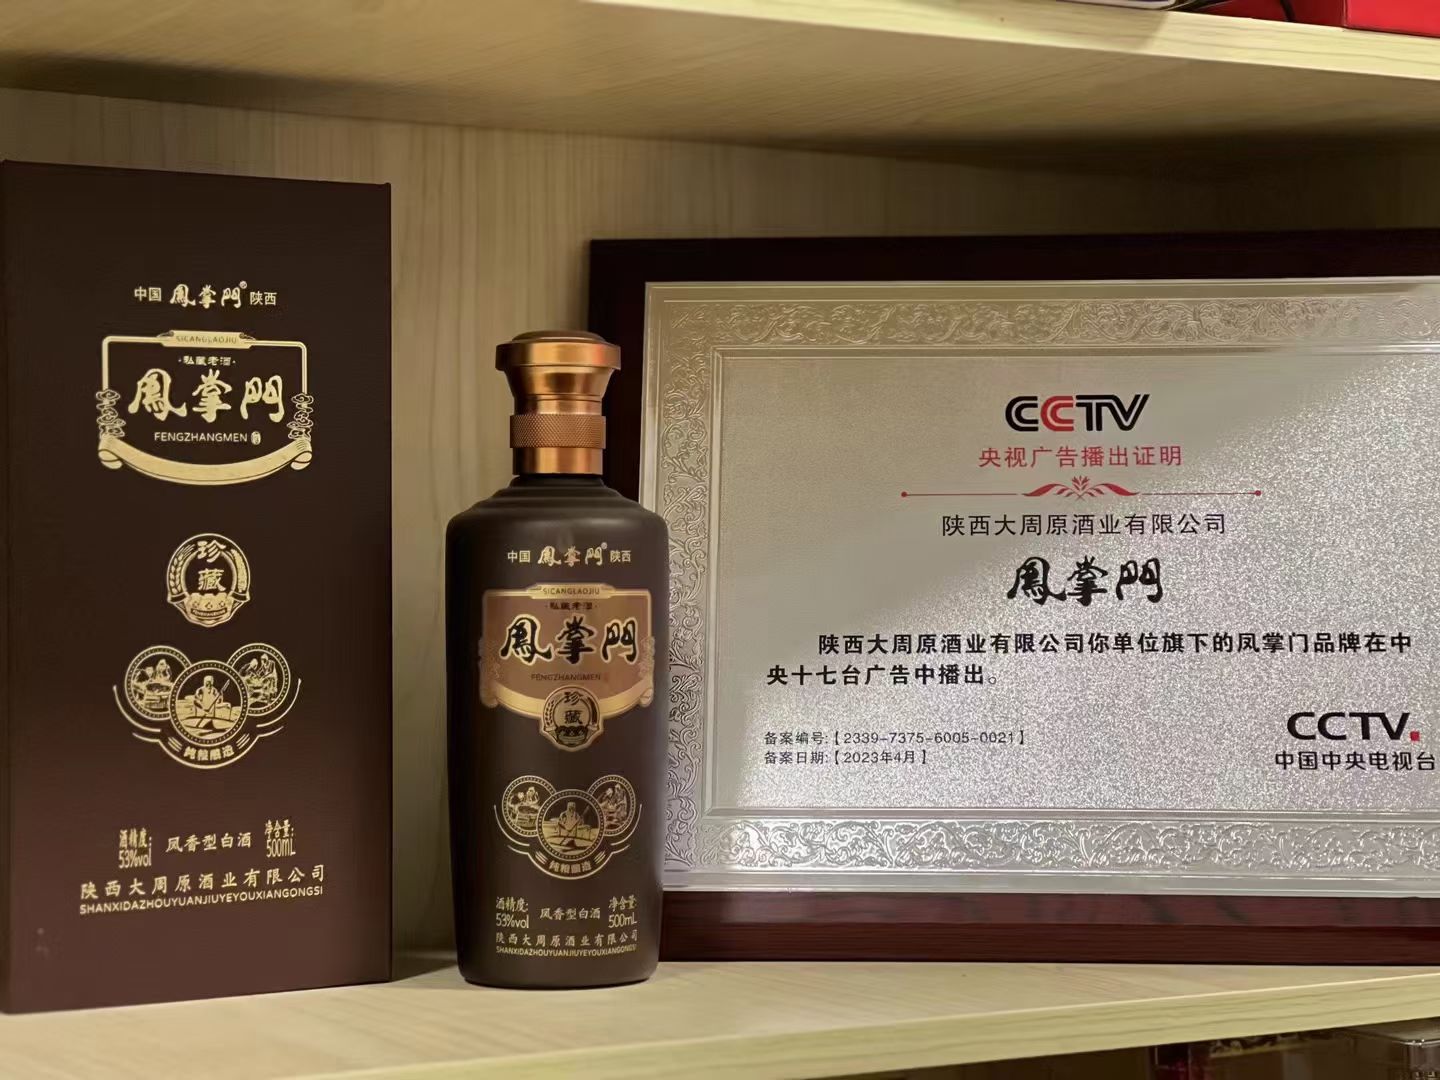 中国 鳳掌門 陕西
SICANGLAOJIU
·私藏老酒·
鳳掌門
FENGZHANGMEN
珍藏
纯粮酿造
酒精度: 53%vol 凤香型白酒 净含量: 500mL
陕西大周原酒业有限公司
SHANXIDAZHOUYUANJIUYEYOUXIANGONGSI
中国 鳳掌門 陕西
SICANGLAOJIU
·私藏老酒·
鳳掌門
FENGZHANGMEN
珍藏
纯粮酿造
酒精度: 53%vol 凤香型白酒 净含量: 500mL
陕西大周原酒业有限公司
SHANXIDAZHOUYUANJIUYEYOUXIANGONGSI
CCTV
央视广告播出证明
陕西大周原酒业有限公司
鳳掌門
陕西大周原酒业有限公司你单位旗下的凤掌门品牌在中
央十七台广告中播出。
备案编号:【2339-7375-6005-0021】
备案日期:【2023年4月】
CCTV.
中国中央电视台